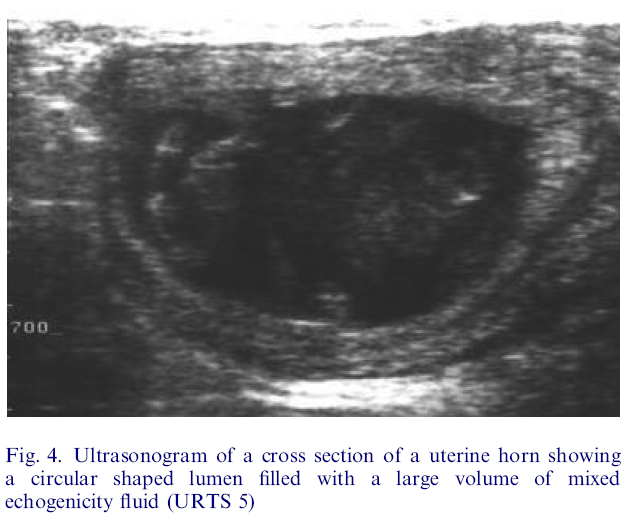 700
Fig. 4. Ultrasonogram of a cross section of a uterine horn showing
a circular shaped lumen filled with a large volume of mixed
echogenicity fluid (URTS 5)